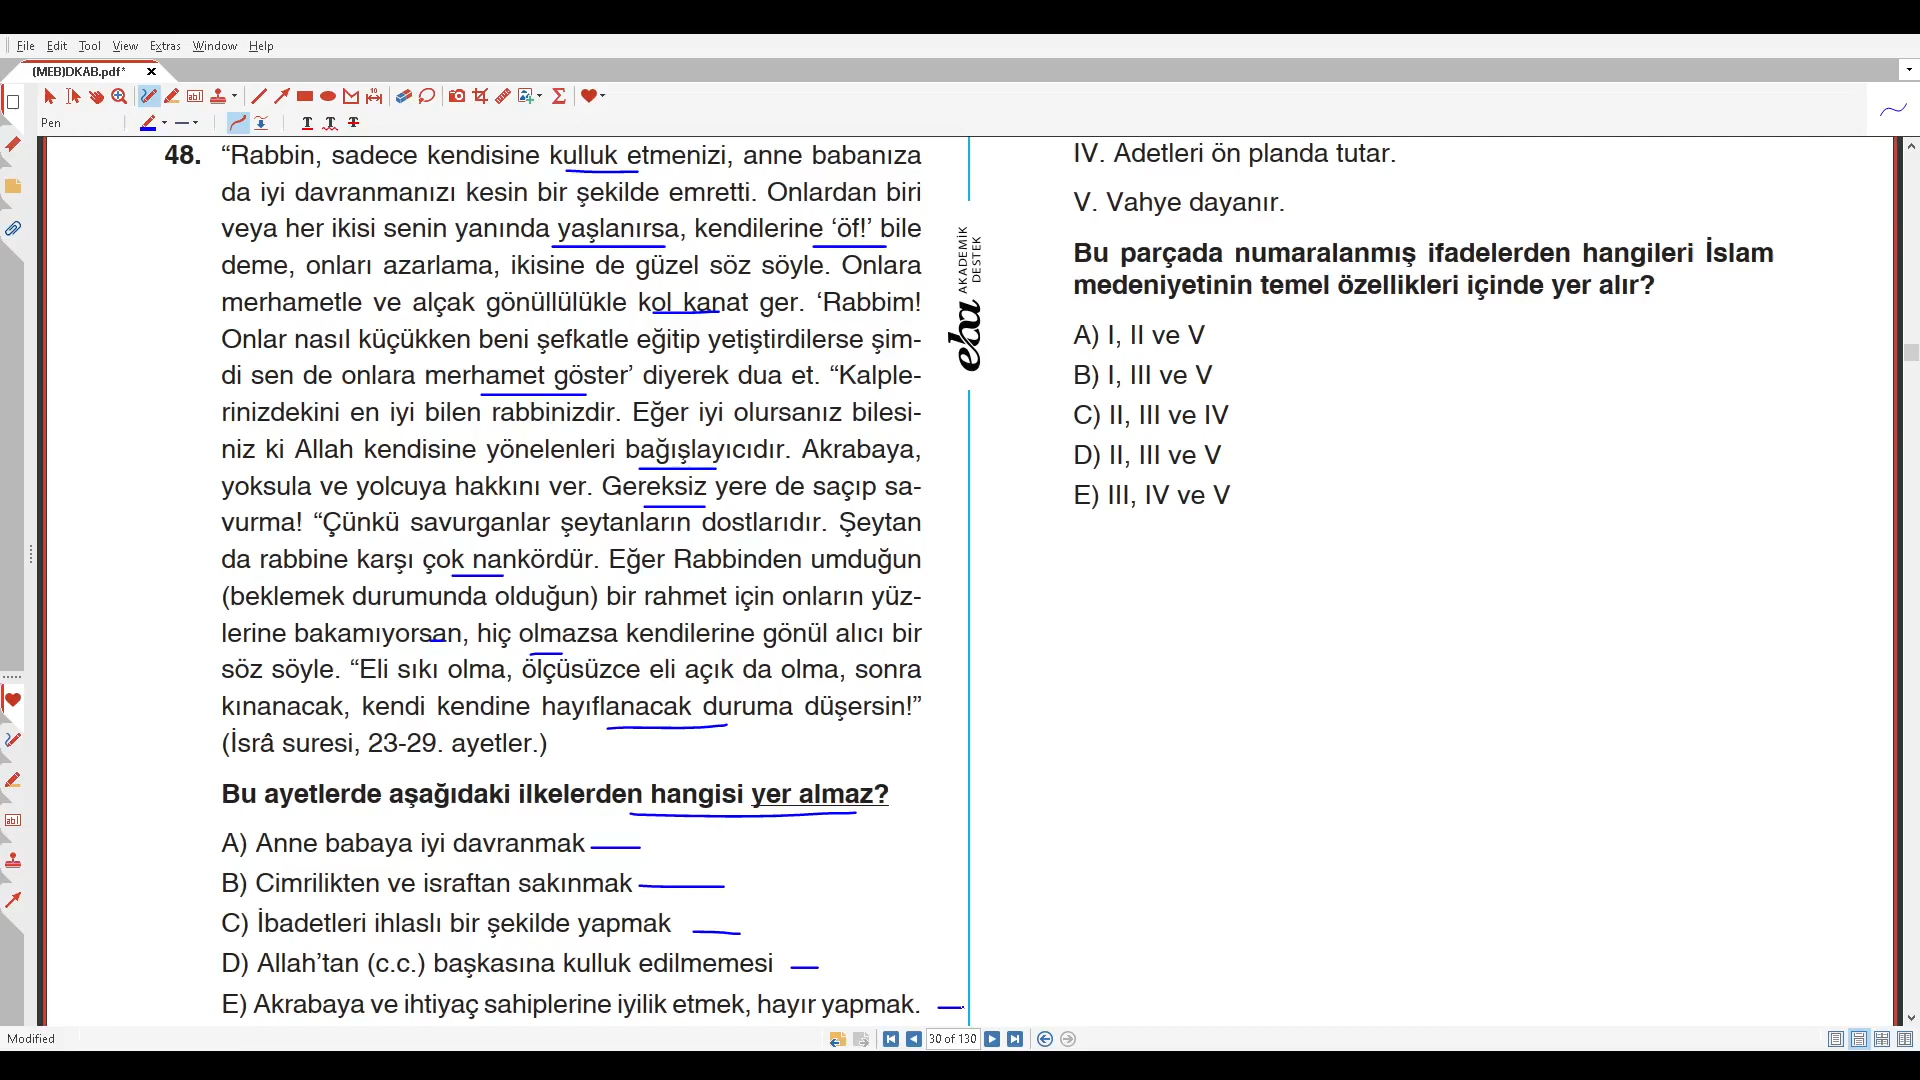 File Edit Tool View Extras Window Help
(MEB)DKAB.pdf*
Pen
48. “Rabbin, sadece kendisine kulluk etmenizi, anne babanıza
da iyi davranmanızı kesin bir şekilde emretti. Onlardan biri
veya her ikisi senin yanında yaşlanırsa, kendilerine ‘öf!’ bile
deme, onları azarlama, ikisine de güzel söz söyle. Onlara
merhametle ve alçak gönüllülükle kol kanat ger. ‘Rabbim!
Onlar nasıl küçükken beni şefkatle eğitip yetiştirdilerse şim-
di sen de onlara merhamet göster’ diyerek dua et. “Kalple-
rinizdekini en iyi bilen rabbinizdir. Eğer iyi olursanız bilesi-
niz ki Allah kendisine yönelenleri bağışlayıcıdır. Akrabaya,
yoksula ve yolcuya hakkını ver. Gereksiz yere de saçıp sa-
vurma! “Çünkü savurganlar şeytanların dostlarıdır. Şeytan
da rabbine karşı çok nankördür. Eğer Rabbinden umduğun
(beklemek durumunda olduğun) bir rahmet için onların yüz-
lerine bakamıyorsan, hiç olmazsa kendilerine gönül alıcı bir
söz söyle. “Eli sıkı olma, ölçüsüzce eli açık da olma, sonra
kınanacak, kendi kendine hayıflanacak duruma düşersin!”
(İsrâ suresi, 23-29. ayetler.)
Bu ayetlerde aşağıdaki ilkelerden hangisi yer almaz?
A) Anne babaya iyi davranmak
B) Cimrilikten ve israftan sakınmak
C) İbadetleri ihlaslı bir şekilde yapmak
D) Allah’tan (c.c.) başkasına kulluk edilmemesi
E) Akrabaya ve ihtiyaç sahiplerine iyilik etmek, hayır yapmak.
eba AKADEMİK
DESTEK
IV. Adetleri ön planda tutar.
V. Vahye dayanır.
Bu parçada numaralanmış ifadelerden hangileri İslam
medeniyetinin temel özellikleri içinde yer alır?
A) I, II ve V
B) I, III ve V
C) II, III ve IV
D) II, III ve V
E) III, IV ve V
Modified
30 of 130